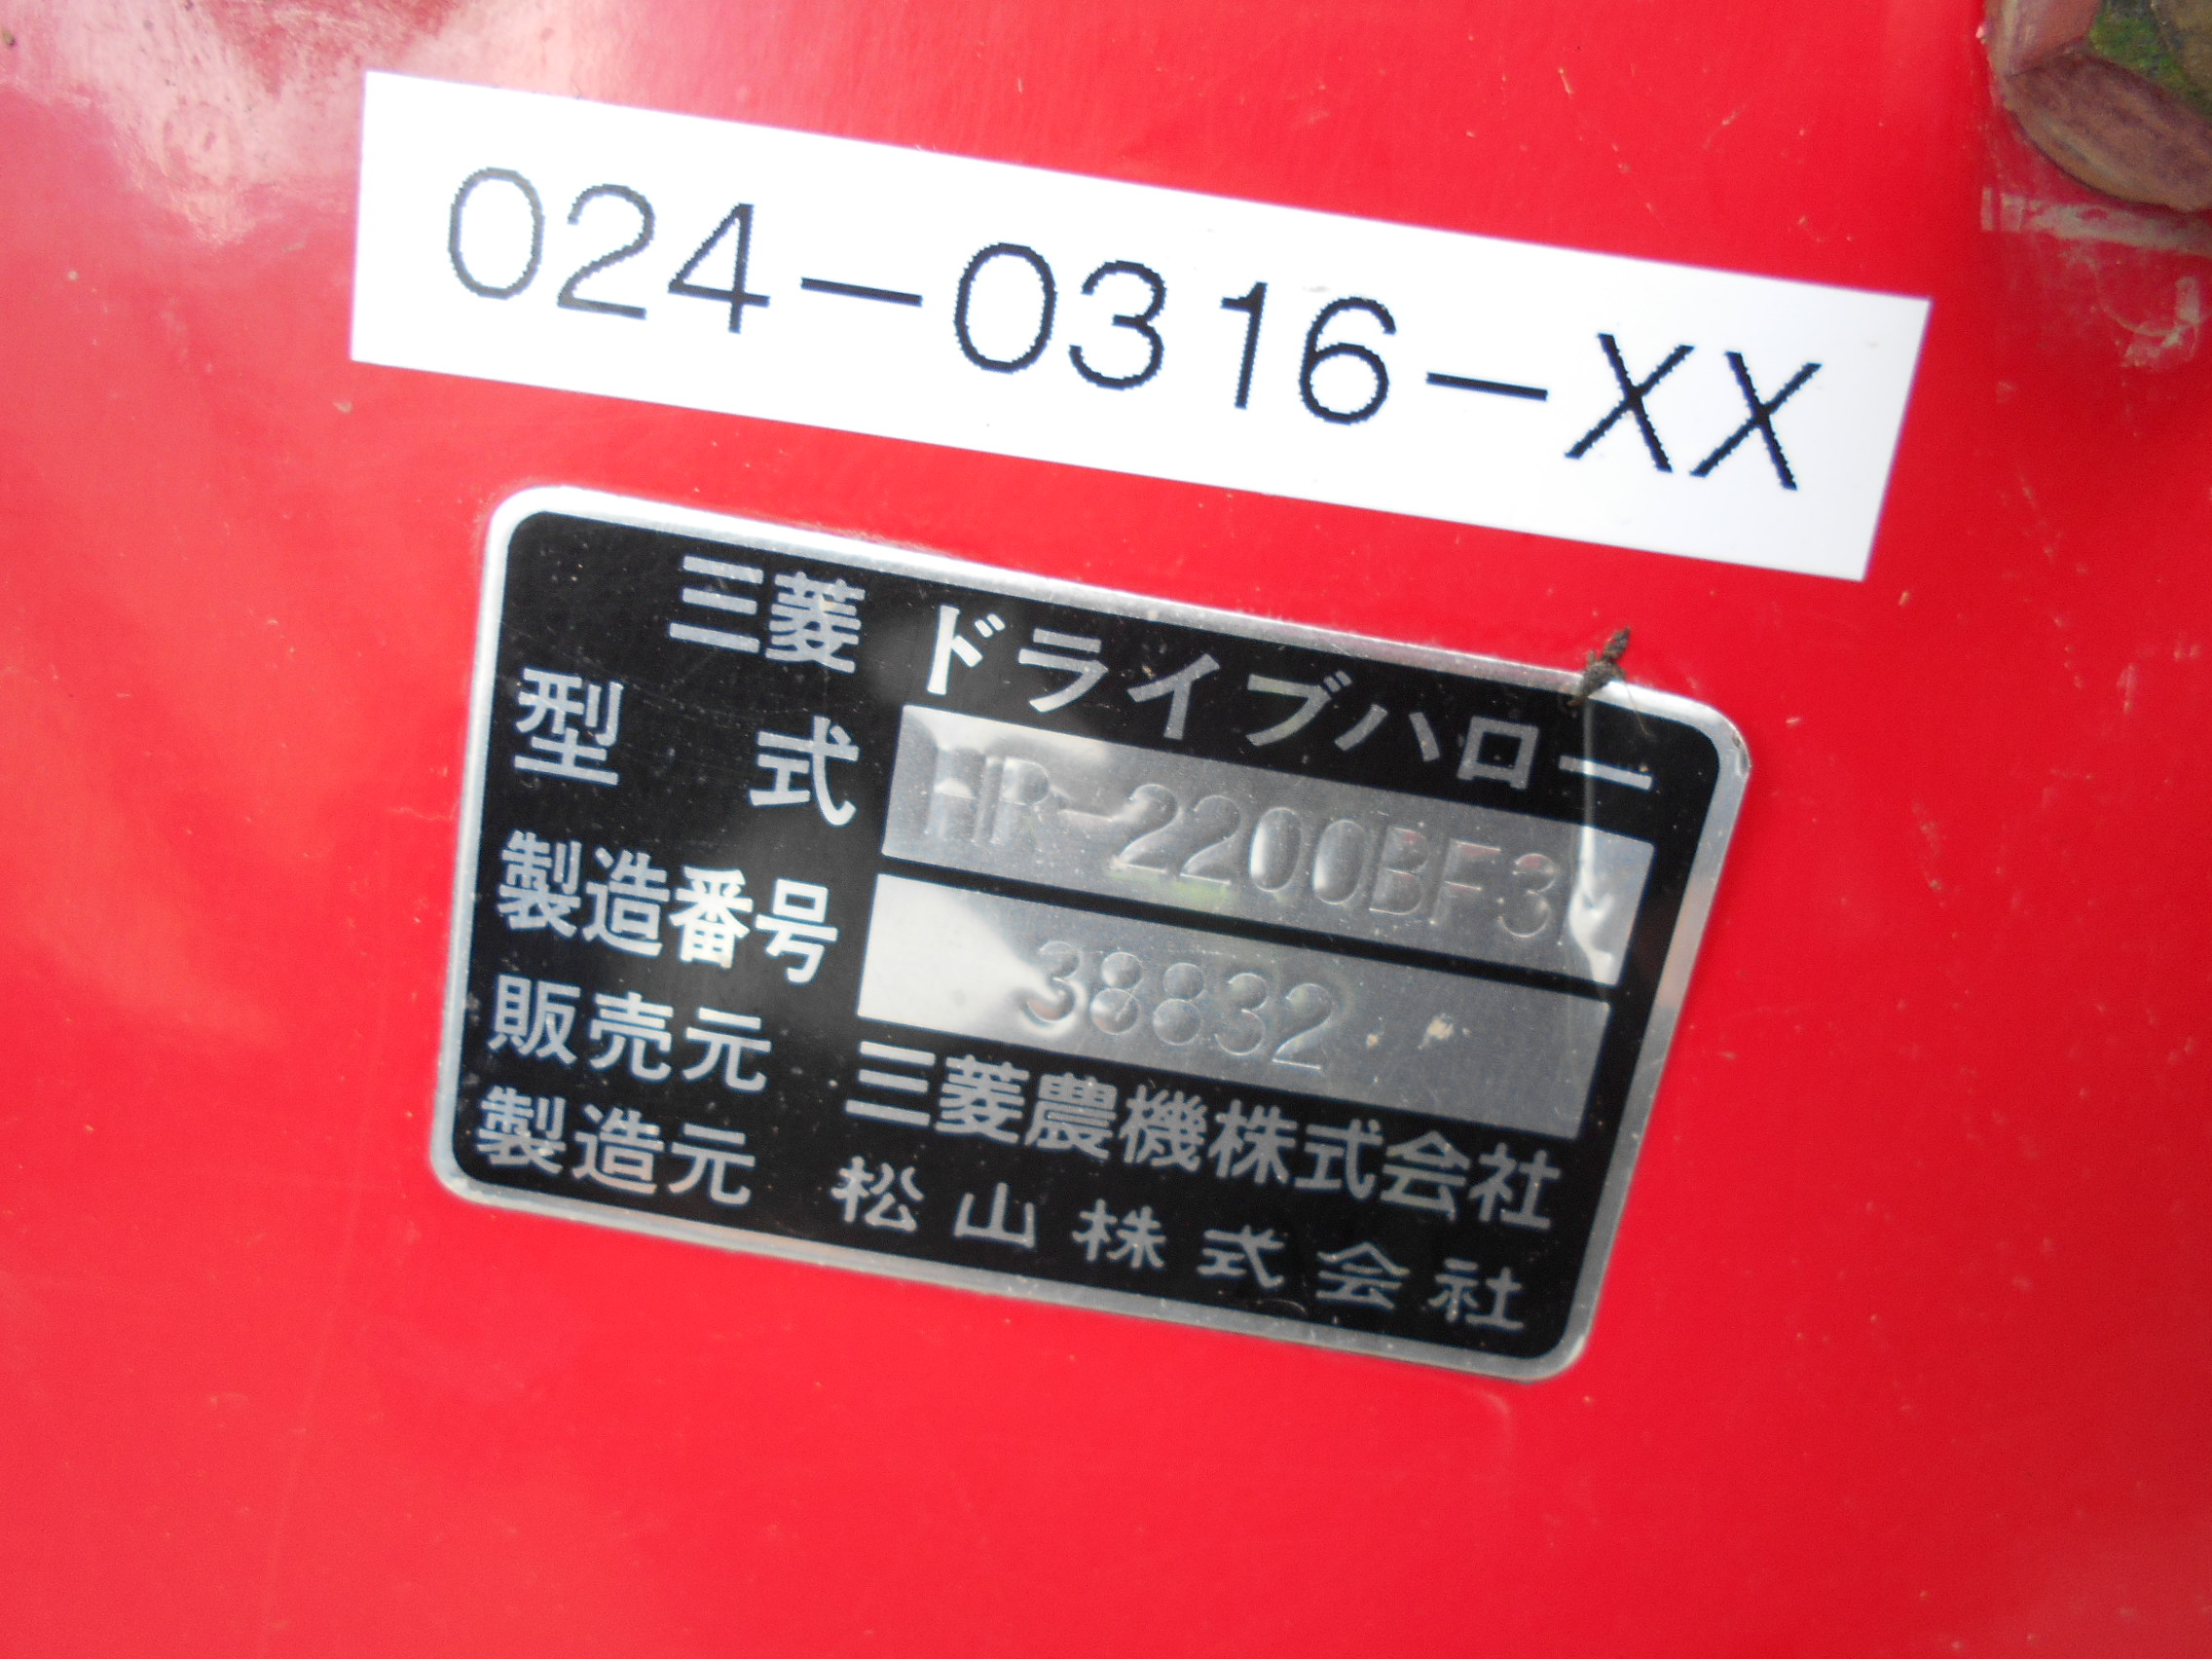 024-0316-XX
三菱 ドライブハロー
型 式
製造番号 38832
販売元 三菱農機株式会社
製造元 松山株式会社